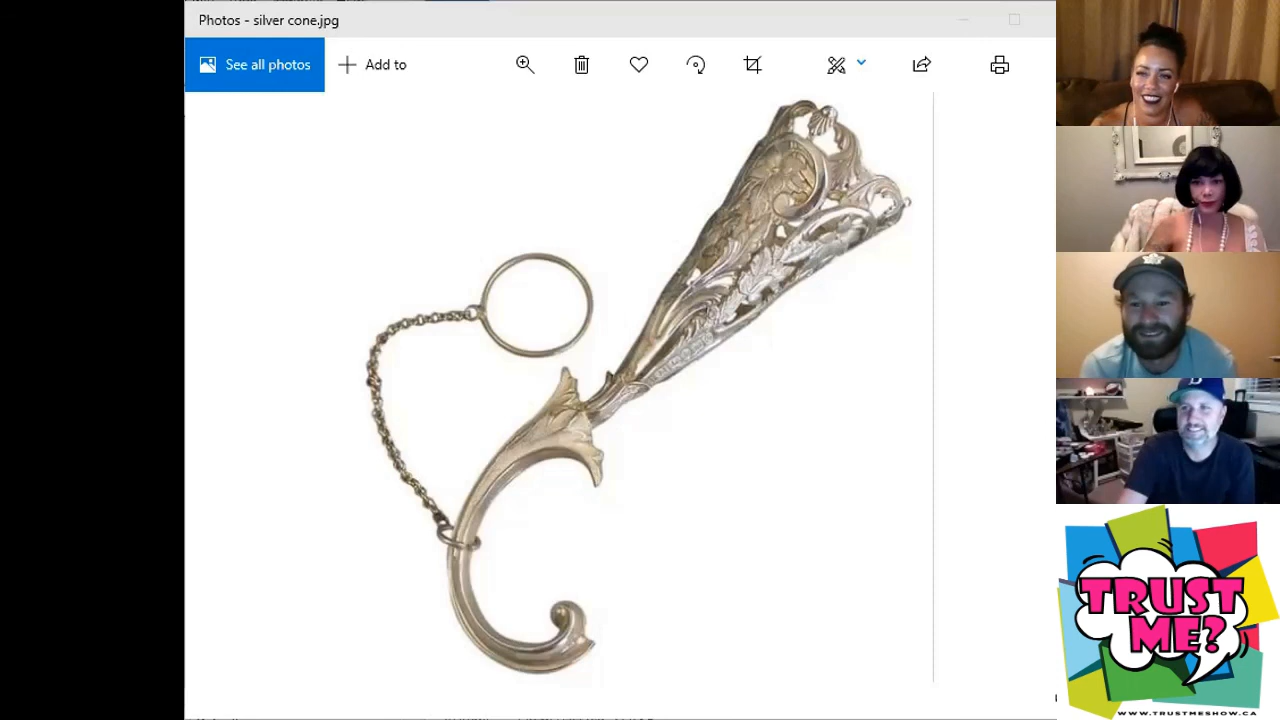 Photos - silver cone.jpg
See all photos
Add to
TRUST
ME?
WWW.TRUSTMESHOW.CA